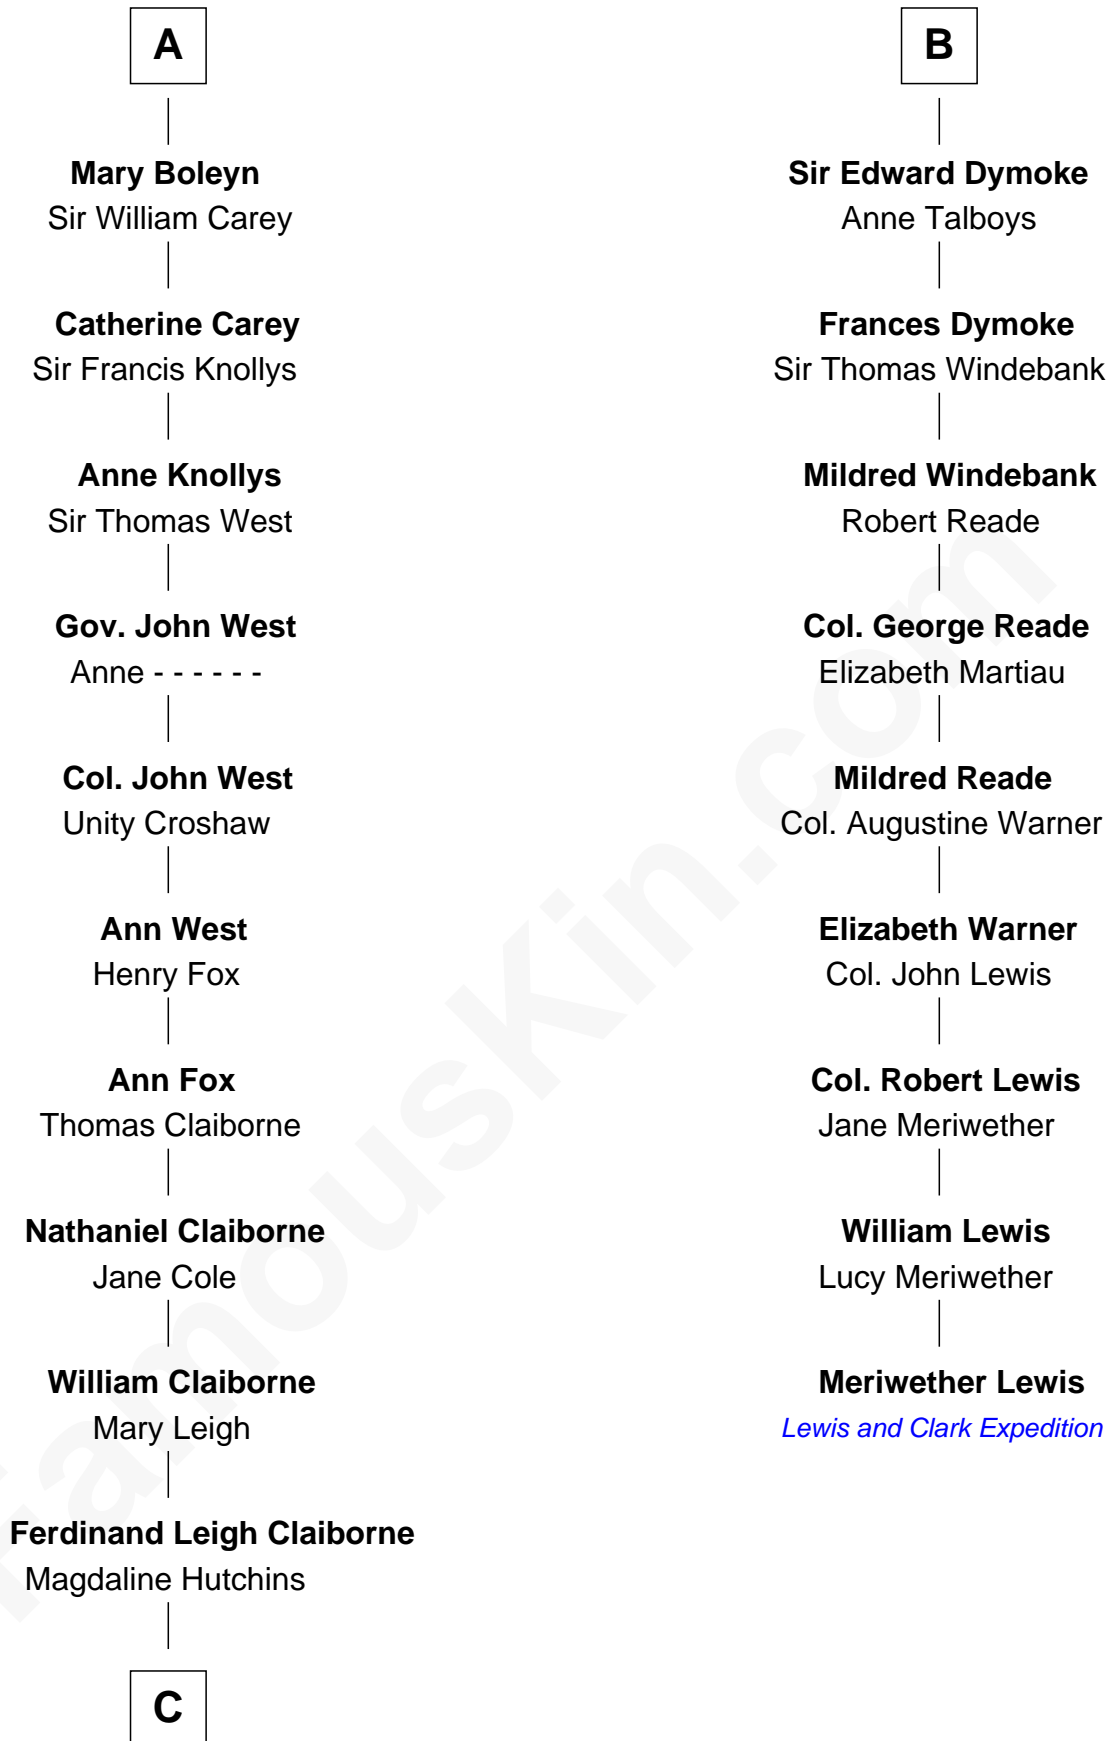 A
Mary Boleyn
Sir William Carey
Catherine Carey
Sir Francis Knollys
Anne Knollys
Sir Thomas West
Gov. John West
Anne - - - - - -
Col. John West
Unity Croshaw
Ann West
Henry Fox
Ann Fox
Thomas Claiborne
Nathaniel Claiborne
Jane Cole
William Claiborne
Mary Leigh
Ferdinand Leigh Claiborne
Magdaline Hutchins
C
B
Sir Edward Dymoke
Anne Talboys
Frances Dymoke
Sir Thomas Windebank
Mildred Windebank
Robert Reade
Col. George Reade
Elizabeth Martiau
Mildred Reade
Col. Augustine Warner
Elizabeth Warner
Col. John Lewis
Col. Robert Lewis
Jane Meriwether
William Lewis
Lucy Meriwether
Meriwether Lewis
Lewis and Clark Expedition
FamousKin.com